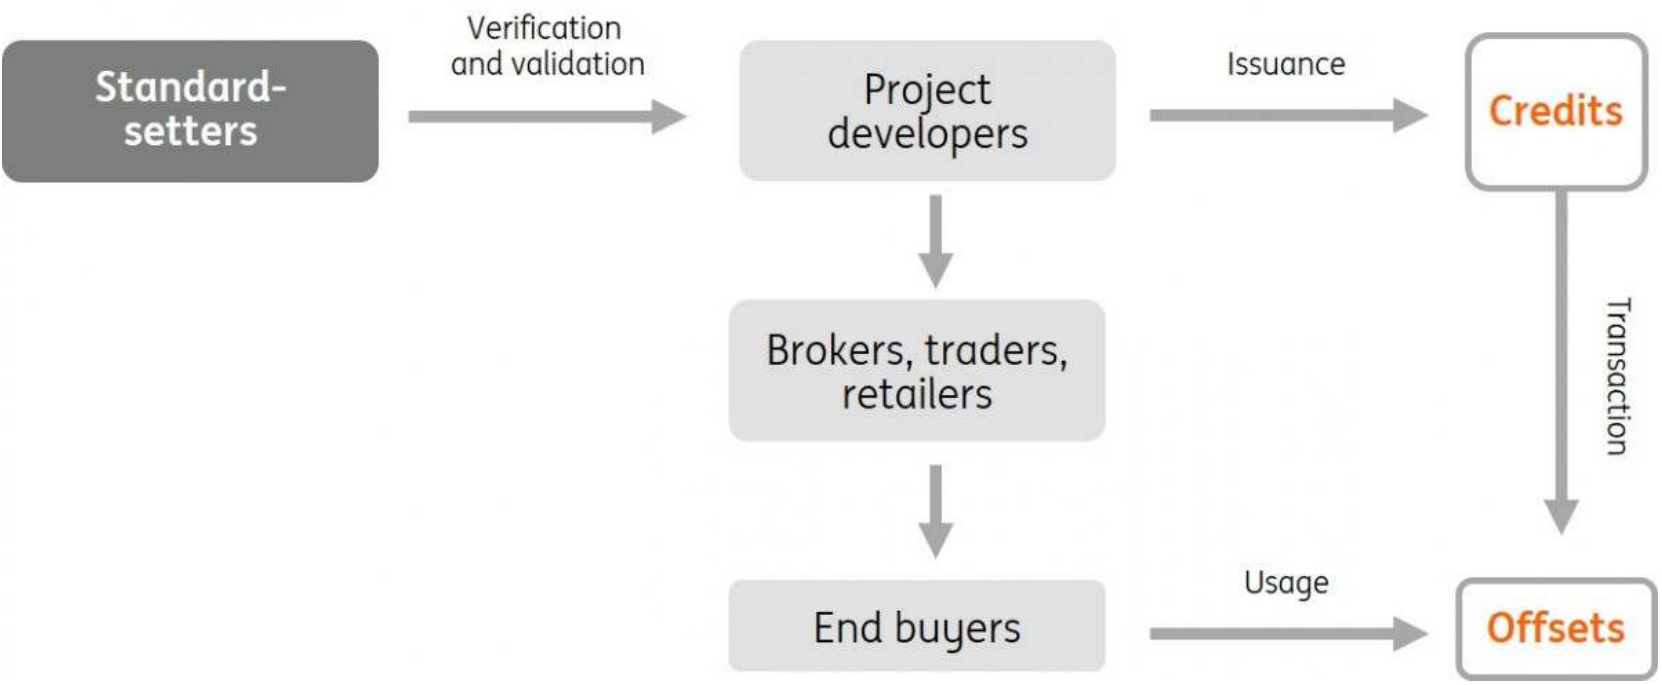 Verification
and validation
Standard-
setters
Project
developers
Issuance
Credits
Brokers, traders,
retailers
Transaction
End buyers
Usage
Offsets